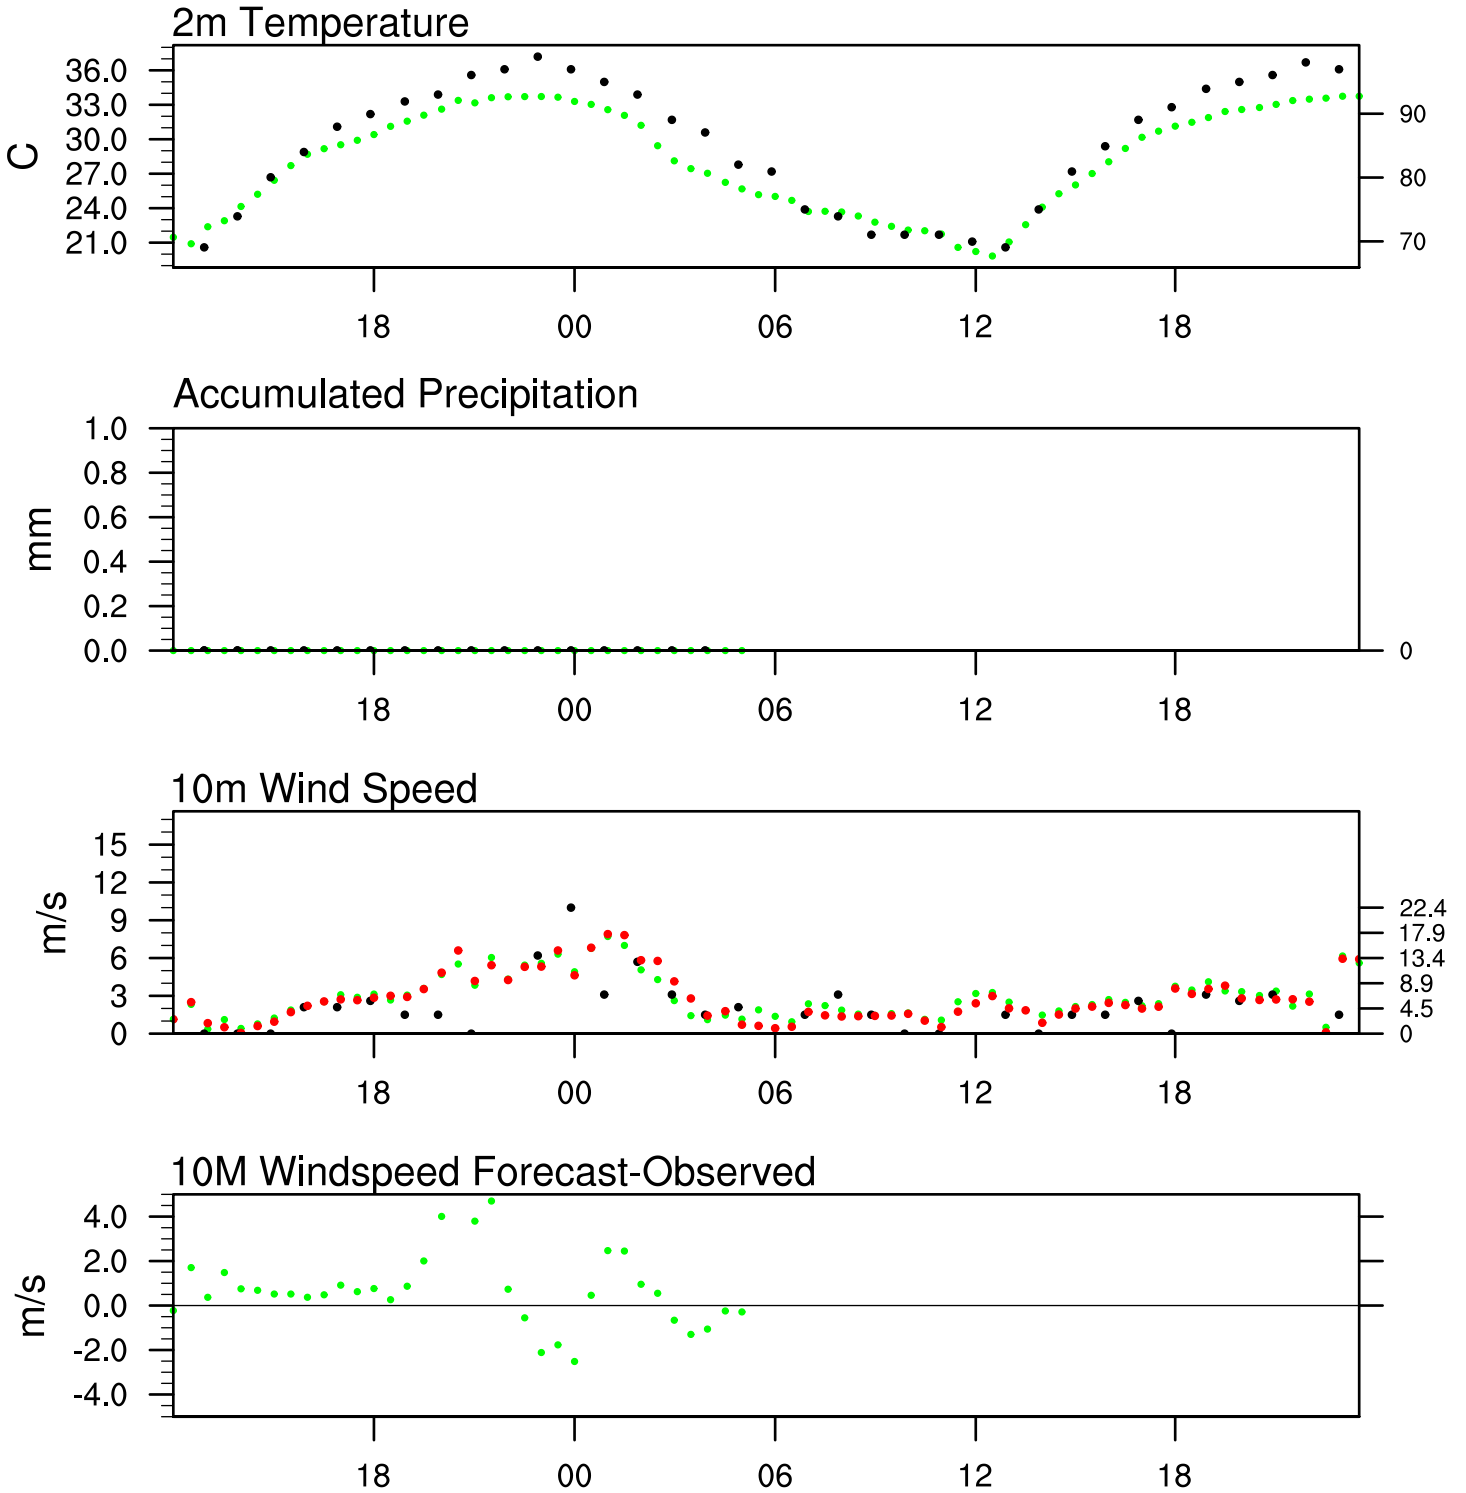 2m Temperature
C
36.0
33.0
30.0
27.0
24.0
21.0
90
80
70
18 00 06 12 18
Accumulated Precipitation
mm
1.0
0.8
0.6
0.4
0.2
0.0
0
18 00 06 12 18
10m Wind Speed
m/s
15
12
9
6
3
0
22.4
17.9
13.4
8.9
4.5
0
18 00 06 12 18
10M Windspeed Forecast-Observed
m/s
4.0
2.0
0.0
-2.0
-4.0
18 00 06 12 18